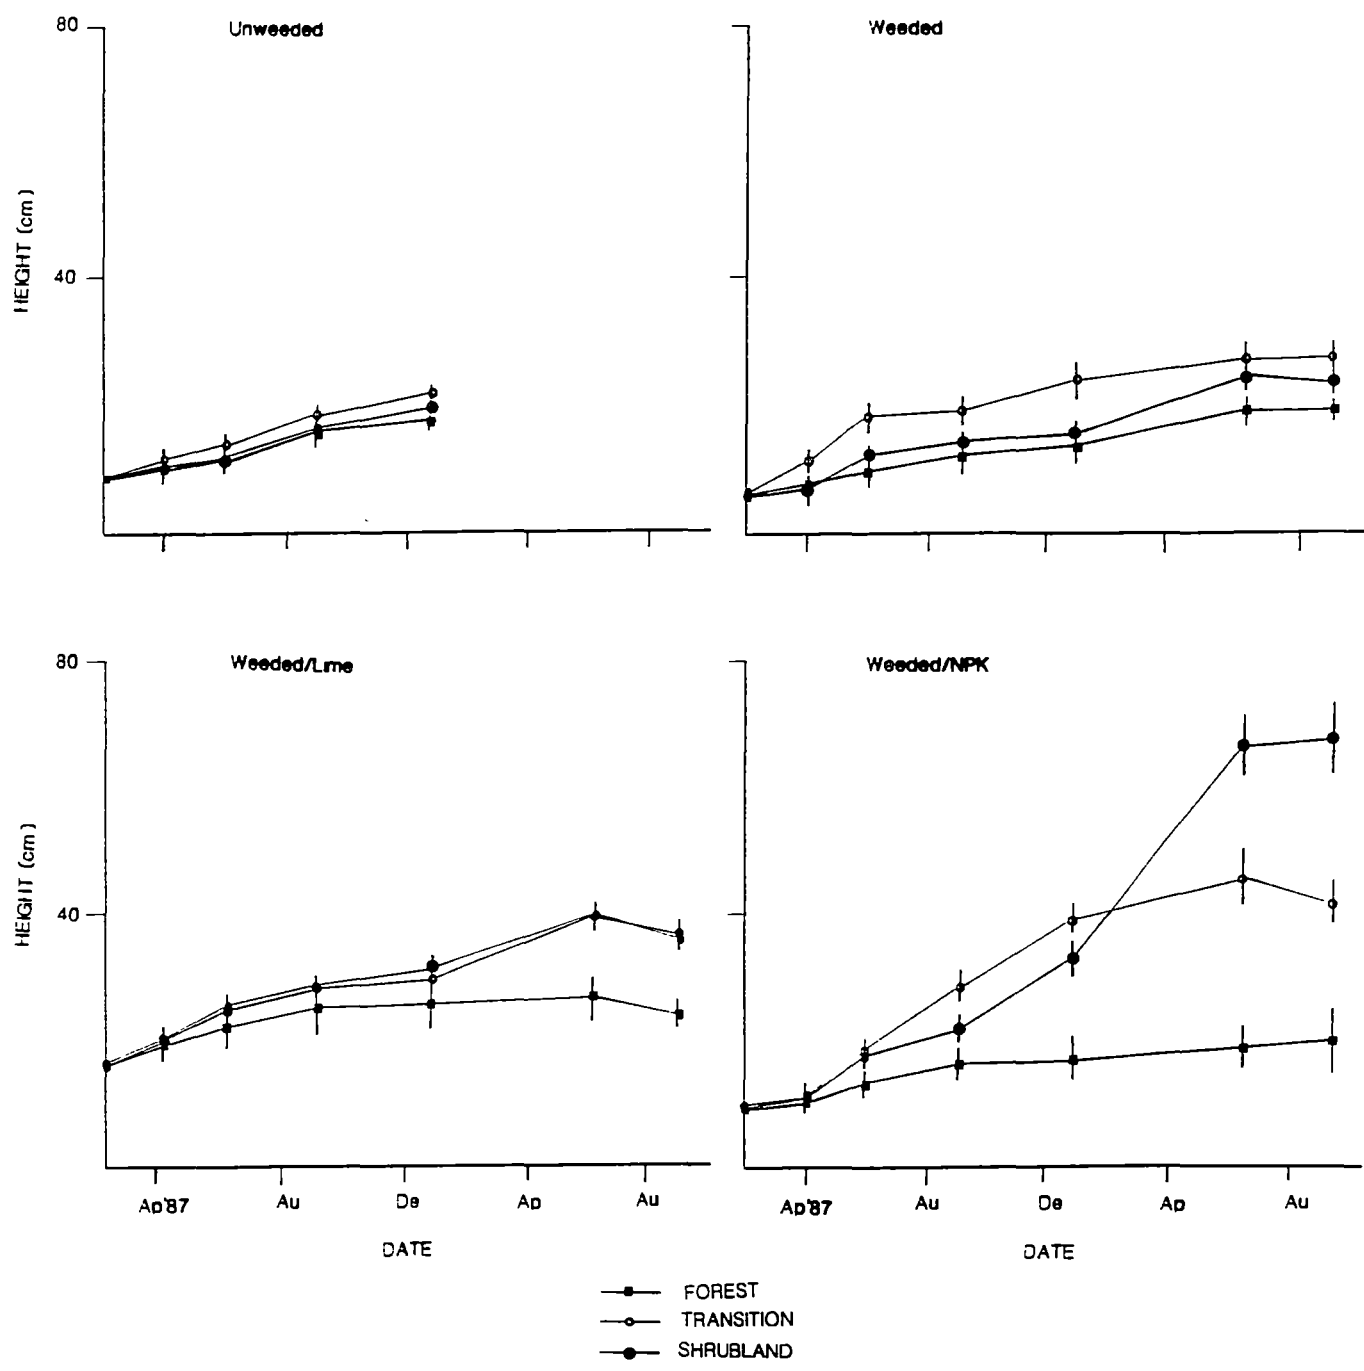 80
Unweeded
Weeded
HEIGHT (cm)
40
80
Weeded/Lime
Weeded/NPK
HEIGHT (cm)
40
Ap'87 Au De Ap Au
Ap'87 Au De Ap Au
DATE
DATE
FOREST
TRANSITION
SHRUBLAND